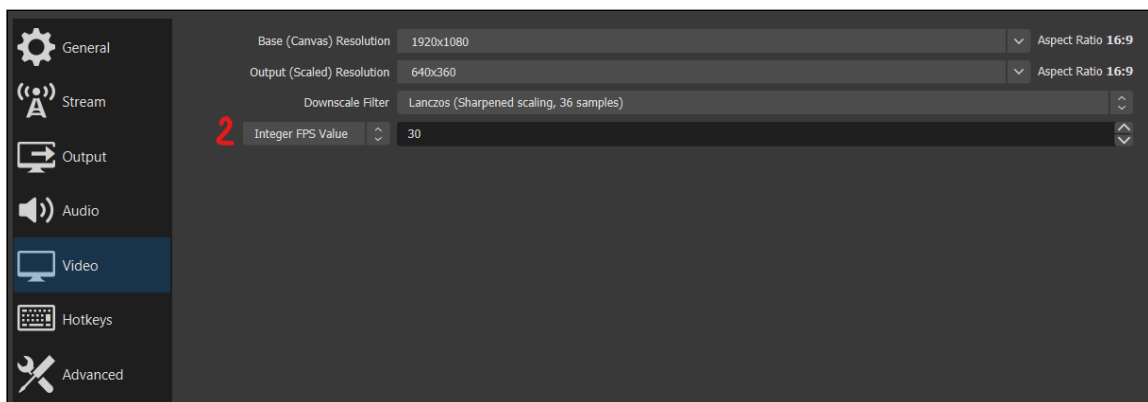 General
Stream
Output
Audio
Video
Hotkeys
Advanced
Base (Canvas) Resolution 1920x1080 Aspect Ratio 16:9
Output (Scaled) Resolution 640x360 Aspect Ratio 16:9
Downscale Filter Lanczos (Sharpened scaling, 36 samples)
2 Integer FPS Value 30